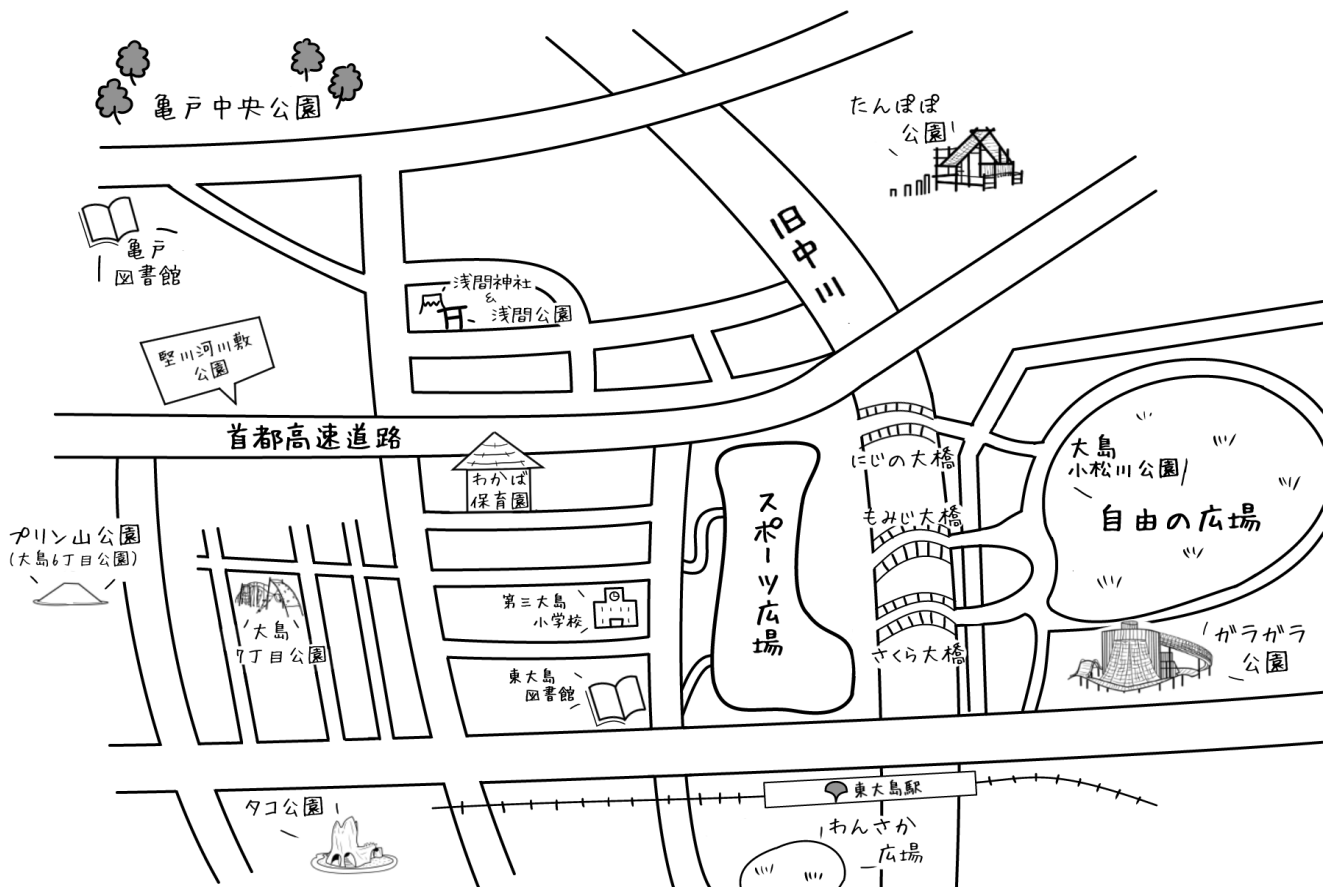 亀戸中央公園
たんぽぽ
公園
旧中川
亀戸
図書館
浅間神社
&
浅間公園
竪川河川敷
公園
首都高速道路
わかば
保育園
にじの大橋
大島
小松川公園
自由の広場
もみじ大橋
スポーツ広場
プリン山公園
(大島6丁目公園)
第三大島
小学校
大島
7丁目公園
さくら大橋
ガラガラ
公園
東大島
図書館
東大島駅
タコ公園
わんさか
広場